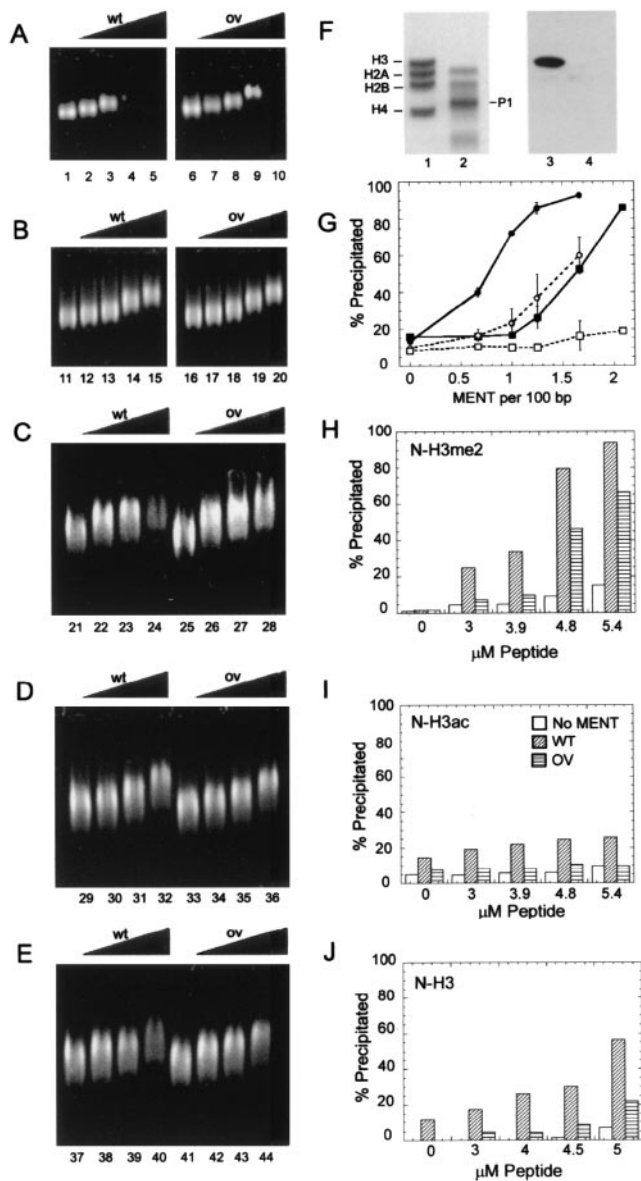 A
wt
ov
1 2 3 4 5
6 7 8 9 10
B
wt
ov
11 12 13 14 15
16 17 18 19 20
C
wt
ov
21 22 23 24 25 26 27 28
D
wt
ov
29 30 31 32 33 34 35 36
E
wt
ov
37 38 39 40 41 42 43 44
F
H3
H2A
H2B
H4
P1
1 2
3 4
G
% Precipitated
100
80
60
40
20
0
0 0.5 1 1.5 2
MENT per 100 bp
H
N-H3me2
% Precipitated
100
80
60
40
20
0
0 3 3.9 4.8 5.4
μM Peptide
I
N-H3ac
No MENT
WT
OV
% Precipitated
100
80
60
40
20
0
0 3 3.9 4.8 5.4
μM Peptide
J
N-H3
% Precipitated
100
80
60
40
20
0
0 3 4 4.5 5
μM Peptide